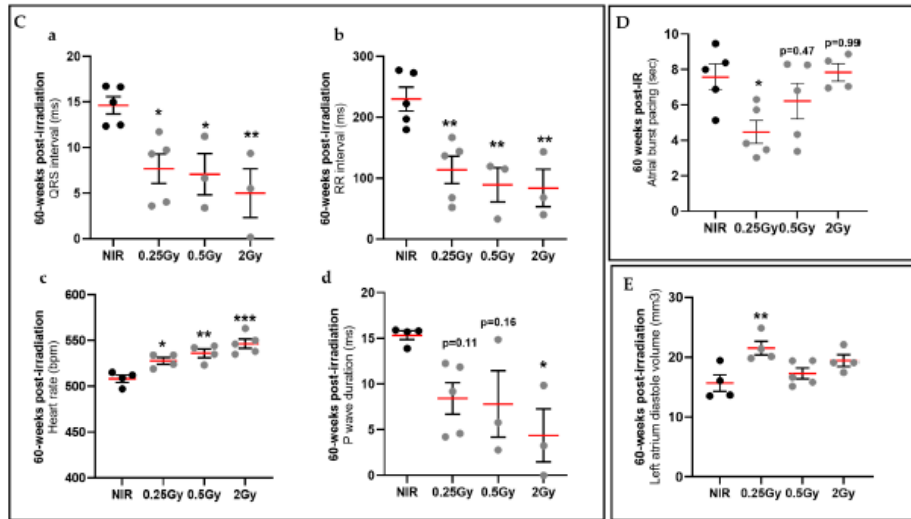 C
a
60-weeks post-irradiation
QRS interval (ms)
20
15
10
5
0
*
*
**
NIR 0.25Gy 0.5Gy 2Gy
b
60-weeks post-irradiation
RR interval (ms)
300
200
100
0
**
**
**
NIR 0.25Gy 0.5Gy 2Gy
c
60-weeks post-irradiation
Heart rate (bpm)
600
550
500
450
400
*
**
***
NIR 0.25Gy 0.5Gy 2Gy
d
60-weeks post-irradiation
P wave duration (ms)
20
15
10
5
0
p=0.11
p=0.16
*
NIR 0.25Gy 0.5Gy 2Gy
D
60 weeks post-IR
Atrial burst pacing (sec)
10
8
6
4
2
0
*
p=0.47
p=0.99
NIR 0.25Gy 0.5Gy 2Gy
E
60-weeks post-irradiation
Left atrium diastole volume (mm3)
30
20
10
0
**
NIR 0.25Gy 0.5Gy 2Gy